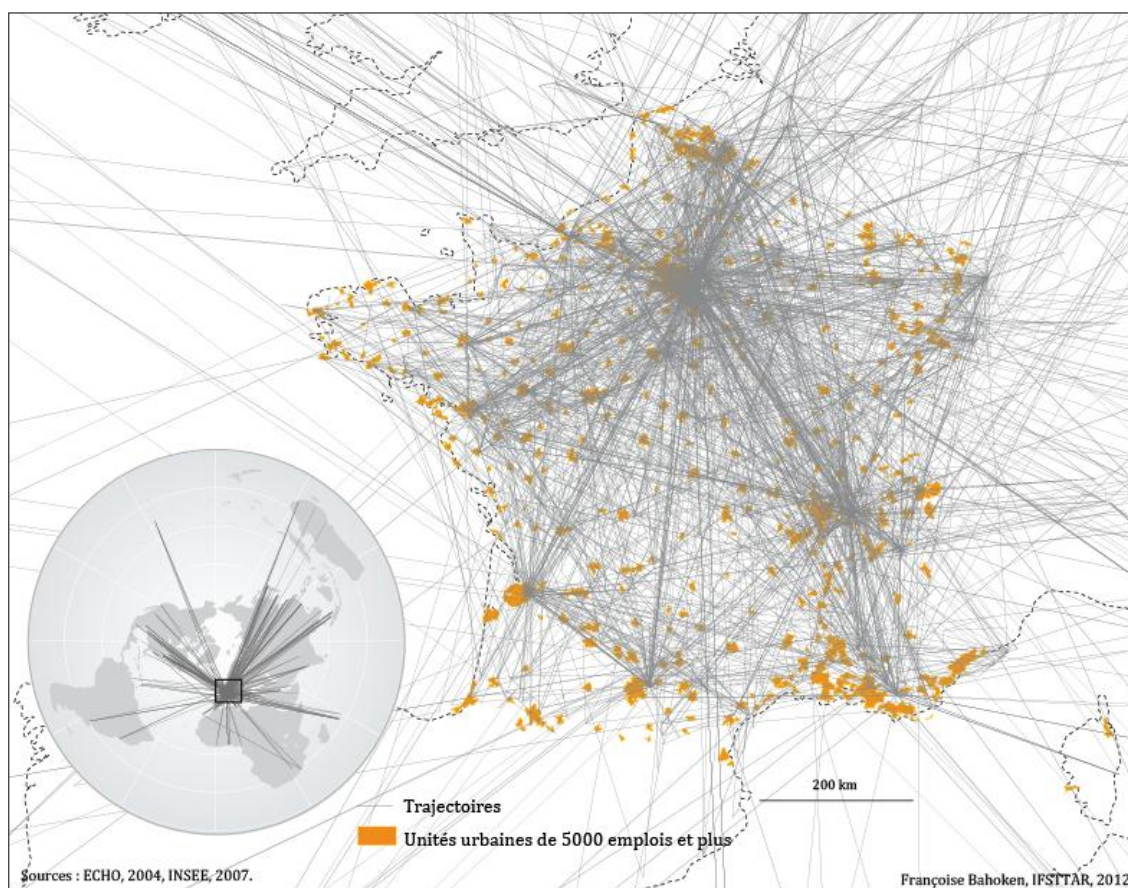 200 km
Trajectoires
Unités urbaines de 5000 emplois et plus
Sources : ECHO, 2004, INSEE, 2007.
Françoise Bahoken, IFSTTAR, 2012